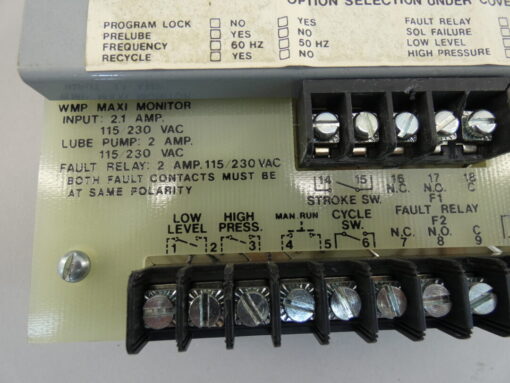 OPTION SELECTION UNDER COVE
PROGRAM LOCK NO YES
PRELUBE YES NO
FREQUENCY 60 HZ 50 HZ
RECYCLE YES NO
FAULT RELAY
SOL FAILURE
LOW LEVEL
HIGH PRESSURE
WMP MAXI MONITOR
INPUT: 2.1 AMP.
115/230 VAC
LUBE PUMP: 2 AMP.
115/230 VAC
FAULT RELAY: 2 AMP, 115/230 VAC
BOTH FAULT CONTACTS MUST BE
AT SAME POLARITY
14 15 16 17 18
N.C. N.O. C
STROKE SW. F1
FAULT RELAY
F2
N.C. N.O. C
7 8 9
LOW LEVEL
1 2
HIGH PRESS.
3
MAN. RUN
4 5
CYCLE SW.
6